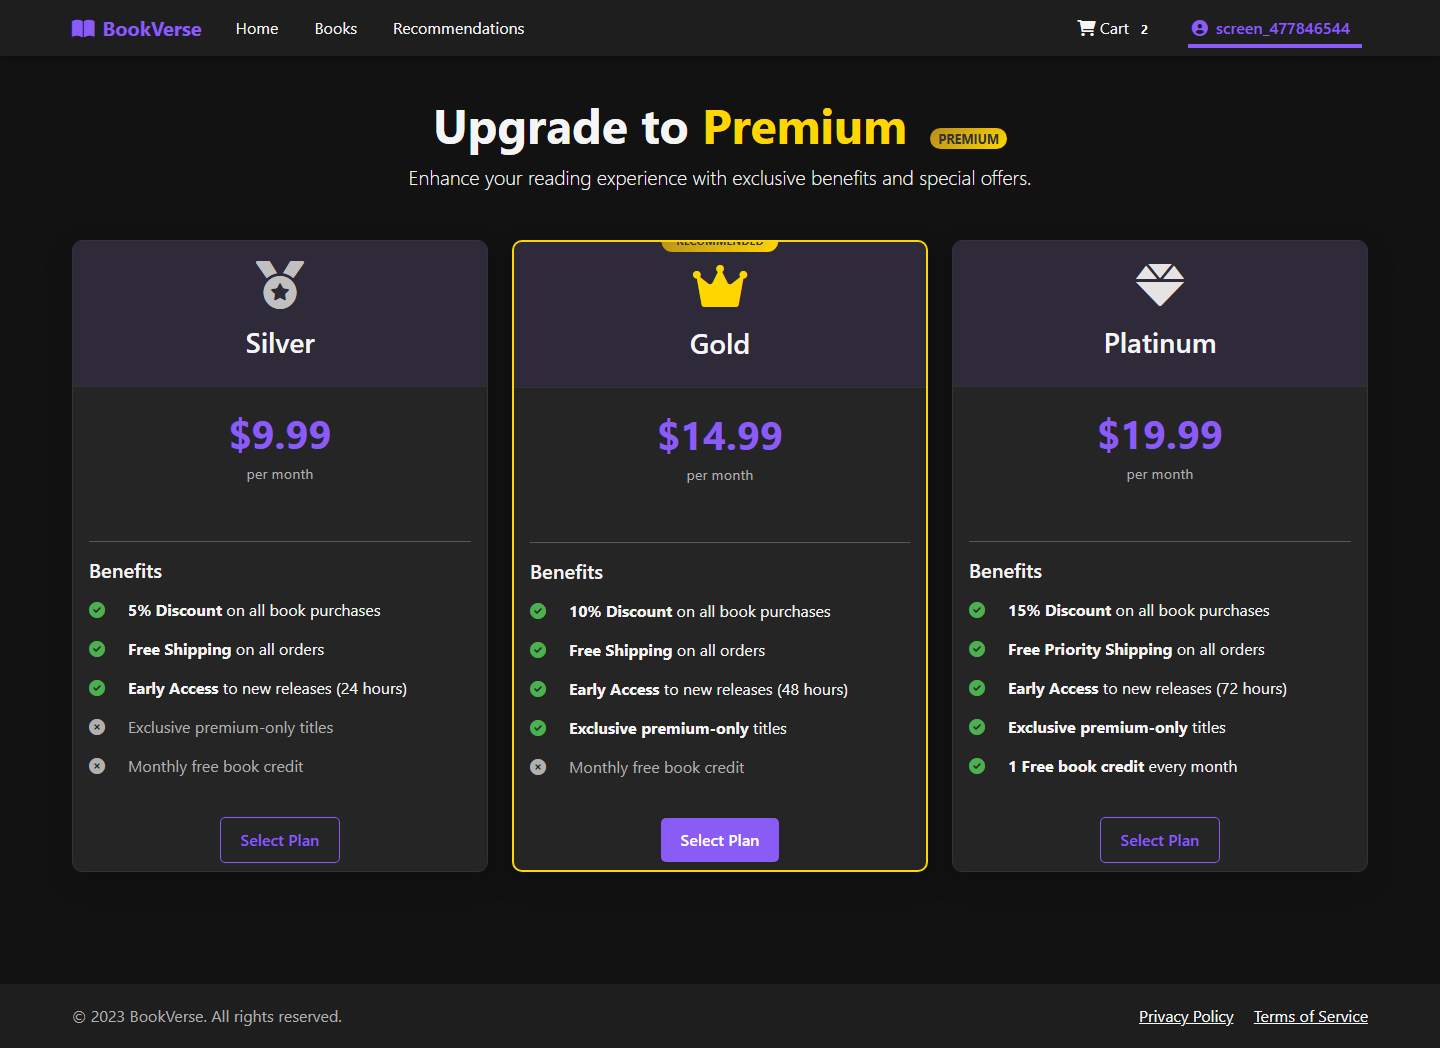 BookVerse
Home
Books
Recommendations
Cart 2
screen_477846544
Upgrade to Premium PREMIUM
Enhance your reading experience with exclusive benefits and special offers.
Silver
$9.99
per month
Benefits
5% Discount on all book purchases
Free Shipping on all orders
Early Access to new releases (24 hours)
Exclusive premium-only titles
Monthly free book credit
Select Plan
RECOMMENDED
Gold
$14.99
per month
Benefits
10% Discount on all book purchases
Free Shipping on all orders
Early Access to new releases (48 hours)
Exclusive premium-only titles
Monthly free book credit
Select Plan
Platinum
$19.99
per month
Benefits
15% Discount on all book purchases
Free Priority Shipping on all orders
Early Access to new releases (72 hours)
Exclusive premium-only titles
1 Free book credit every month
Select Plan
© 2023 BookVerse. All rights reserved.
Privacy Policy
Terms of Service